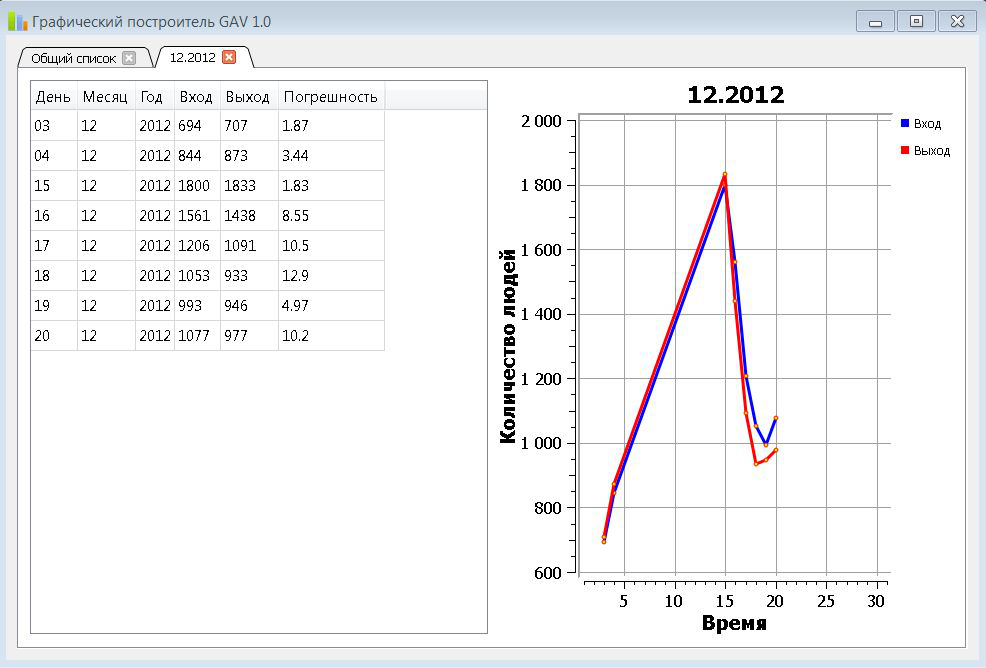 Графический построитель GAV 1.0
Общий список 12.2012
День Месяц Год Вход Выход Погрешность
03 12 2012 694 707 1.87
04 12 2012 844 873 3.44
15 12 2012 1800 1833 1.83
16 12 2012 1561 1438 8.55
17 12 2012 1206 1091 10.5
18 12 2012 1053 933 12.9
19 12 2012 993 946 4.97
20 12 2012 1077 977 10.2
12.2012
Количество людей
2 000
1 800
1 600
1 400
1 200
1 000
800
600
5 10 15 20 25 30
Время
Вход
Выход